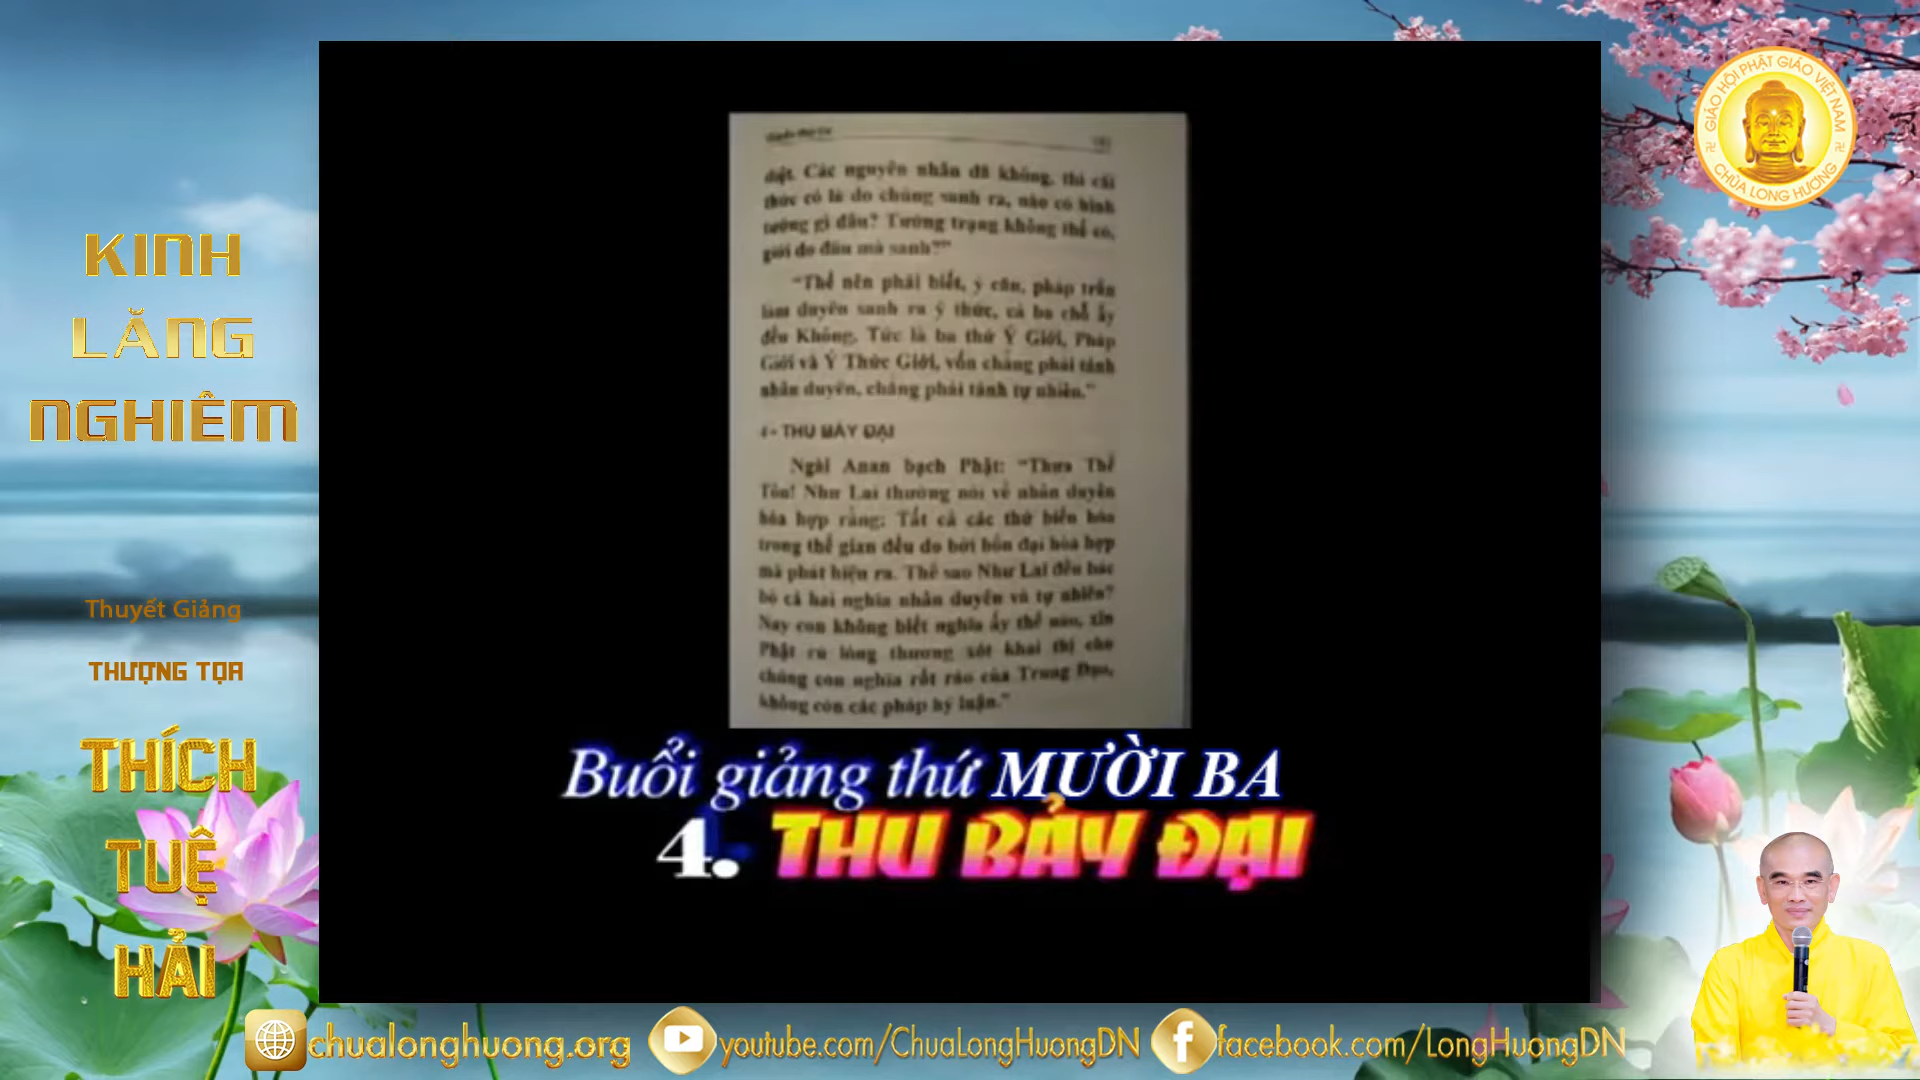 KINH
LĂNG
NGHIÊM
Thuyết Giảng
THƯỢNG TỌA
THÍCH
TUỆ
HẢI
diệt. Các nguyên nhân đã không, thì cái
thức có là do chúng sanh ra, nào có hình
tướng gì đâu? Tướng trạng không thể có,
giới do đâu mà sanh?"
"Thế nên phải biết, ý căn, pháp trần
làm duyên sanh ra ý thức, cả ba chỗ ấy
đều Không. Tức là ba thứ Ý Giới, Pháp
Giới và Ý Thức Giới, vốn chẳng phải tánh
nhân duyên, chẳng phải tánh tự nhiên."
4 - THU BẢY ĐẠI
Ngài Anan bạch Phật: "Thưa Thế
Tôn! Như Lai thường nói về nhân duyên
hòa hợp rằng: Tất cả các thứ biến hóa
trong thế gian đều do bởi bốn đại hòa hợp
mà phát hiện ra. Thế sao Như Lai đều bác
bỏ cả hai nghĩa nhân duyên và tự nhiên?
Nay con không biết nghĩa ấy thế nào, xin
Phật rủ lòng thương xót khai thị cho
chúng con nghĩa rốt ráo của Trung Đạo,
không còn các pháp hý luận."
Buổi giảng thứ MƯỜI BA
4. THU BẢY ĐẠI
GIÁO HỘI PHẬT GIÁO VIỆT NAM
CHÙA LONG HƯƠNG
chualonghuong.org
youtube.com/ChuaLongHuongDN
facebook.com/LongHuongDN